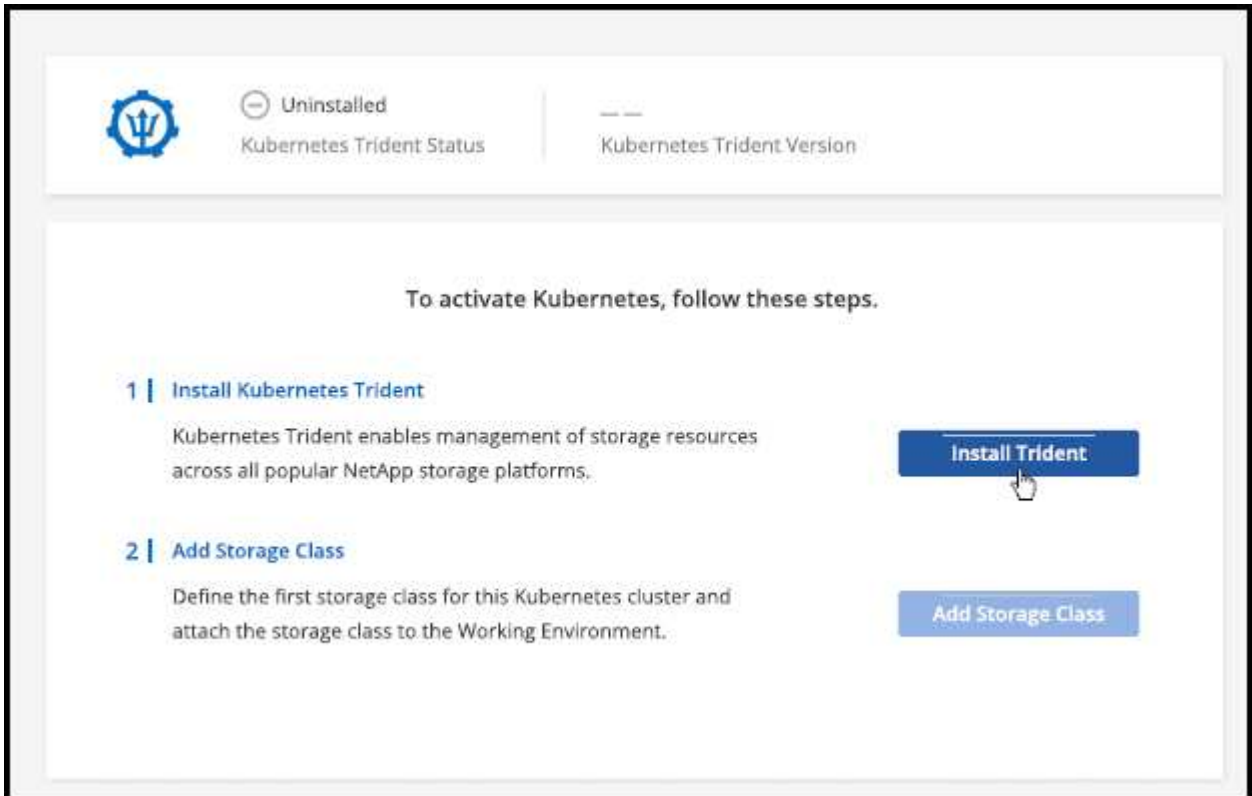 Uninstalled
Kubernetes Trident Status
— —
Kubernetes Trident Version
To activate Kubernetes, follow these steps.
1 | Install Kubernetes Trident
Kubernetes Trident enables management of storage resources
across all popular NetApp storage platforms.
Install Trident
2 | Add Storage Class
Define the first storage class for this Kubernetes cluster and
attach the storage class to the Working Environment.
Add Storage Class